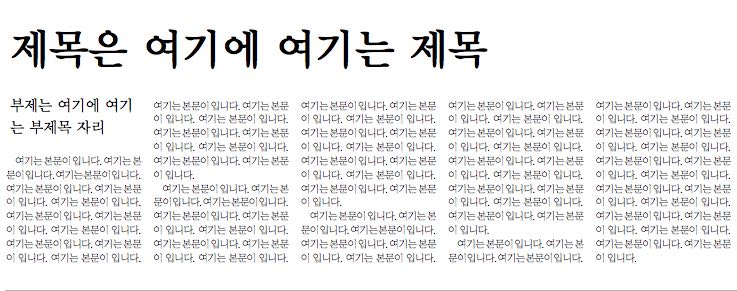 제목은 여기에 여기는 제목
부제는 여기에 여기
는 부제목 자리
여기는 본문이 입니다. 여기는 본
문이 입니다. 여기는 본문이 입니다.
여기는 본문이 입니다. 여기는 본문
이 입니다. 여기는 본문이 입니다.
여기는 본문이 입니다. 여기는 본문
이 입니다. 여기는 본문이 입니다.
여기는 본문이 입니다. 여기는 본문
이 입니다. 여기는 본문이 입니다.
여기는 본문이 입니다. 여기는 본문
이 입니다. 여기는 본문이 입니다.
여기는 본문이 입니다. 여기는 본문
이 입니다. 여기는 본문이 입니다.
여기는 본문이 입니다. 여기는 본문
이 입니다.
여기는 본문이 입니다. 여기는 본
문이 입니다. 여기는 본문이 입니다.
여기는 본문이 입니다. 여기는 본문
이 입니다. 여기는 본문이 입니다.
여기는 본문이 입니다. 여기는 본문
이 입니다. 여기는 본문이 입니다.
여기는 본문이 입니다. 여기는 본문
이 입니다. 여기는 본문이 입니다.
여기는 본문이 입니다. 여기는 본문
이 입니다. 여기는 본문이 입니다.
여기는 본문이 입니다. 여기는 본문
이 입니다. 여기는 본문이 입니다.
여기는 본문이 입니다. 여기는 본문
이 입니다.
여기는 본문이 입니다. 여기는 본
문이 입니다. 여기는 본문이 입니다.
여기는 본문이 입니다. 여기는 본문
이 입니다. 여기는 본문이 입니다.
여기는 본문이 입니다. 여기는 본문
이 입니다. 여기는 본문이 입니다.
여기는 본문이 입니다. 여기는 본문
이 입니다. 여기는 본문이 입니다.
여기는 본문이 입니다. 여기는 본문
이 입니다. 여기는 본문이 입니다.
여기는 본문이 입니다. 여기는 본문
이 입니다. 여기는 본문이 입니다.
여기는 본문이 입니다. 여기는 본문
이 입니다.
여기는 본문이 입니다. 여기는 본
문이 입니다. 여기는 본문이 입니다.
여기는 본문이 입니다. 여기는 본문
이 입니다. 여기는 본문이 입니다.
여기는 본문이 입니다. 여기는 본문
이 입니다. 여기는 본문이 입니다.
여기는 본문이 입니다. 여기는 본문
이 입니다. 여기는 본문이 입니다.
여기는 본문이 입니다. 여기는 본문
이 입니다. 여기는 본문이 입니다.
여기는 본문이 입니다. 여기는 본문
이 입니다. 여기는 본문이 입니다.
여기는 본문이 입니다. 여기는 본문
이 입니다.